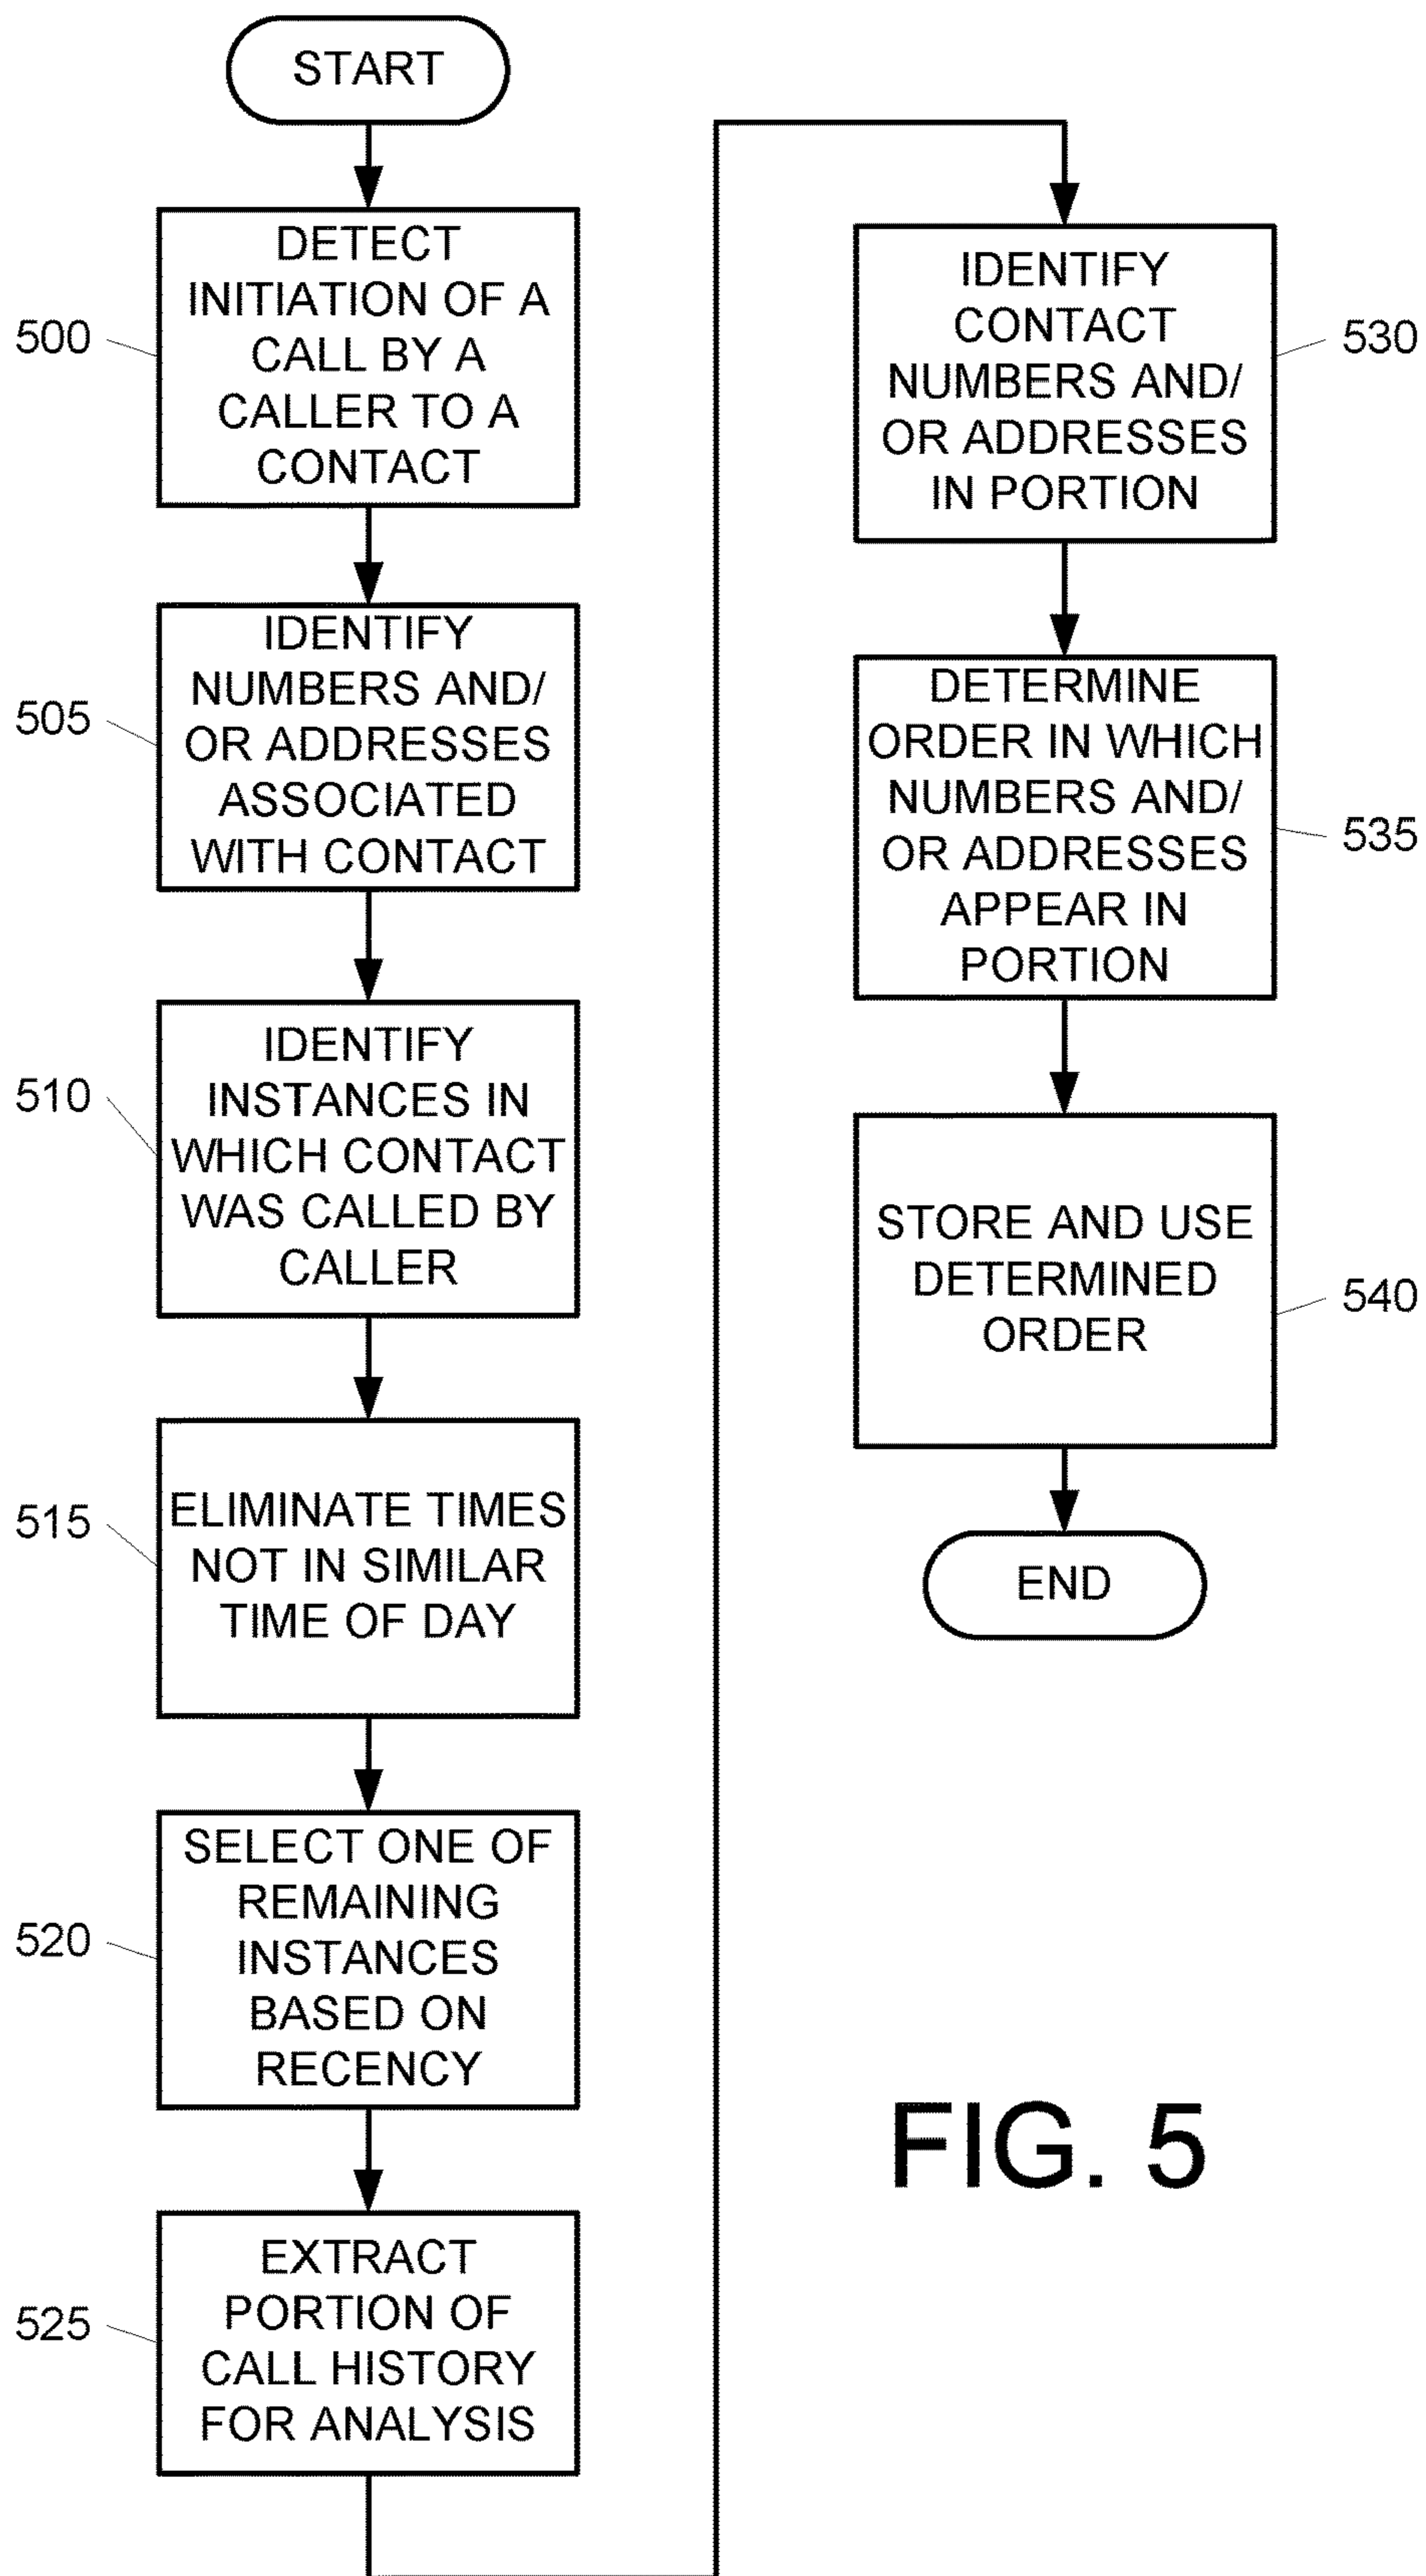 START
500
DETECT
INITIATION OF A
CALL BY A
CALLER TO A
CONTACT
505
IDENTIFY
NUMBERS AND/
OR ADDRESSES
ASSOCIATED
WITH CONTACT
510
IDENTIFY
INSTANCES IN
WHICH CONTACT
WAS CALLED BY
CALLER
515
ELIMINATE TIMES
NOT IN SIMILAR
TIME OF DAY
520
SELECT ONE OF
REMAINING
INSTANCES
BASED ON
RECENCY
525
EXTRACT
PORTION OF
CALL HISTORY
FOR ANALYSIS
IDENTIFY
CONTACT
NUMBERS AND/
OR ADDRESSES
IN PORTION
530
DETERMINE
ORDER IN WHICH
NUMBERS AND/
OR ADDRESSES
APPEAR IN
PORTION
535
STORE AND USE
DETERMINED
ORDER
540
END
FIG. 5